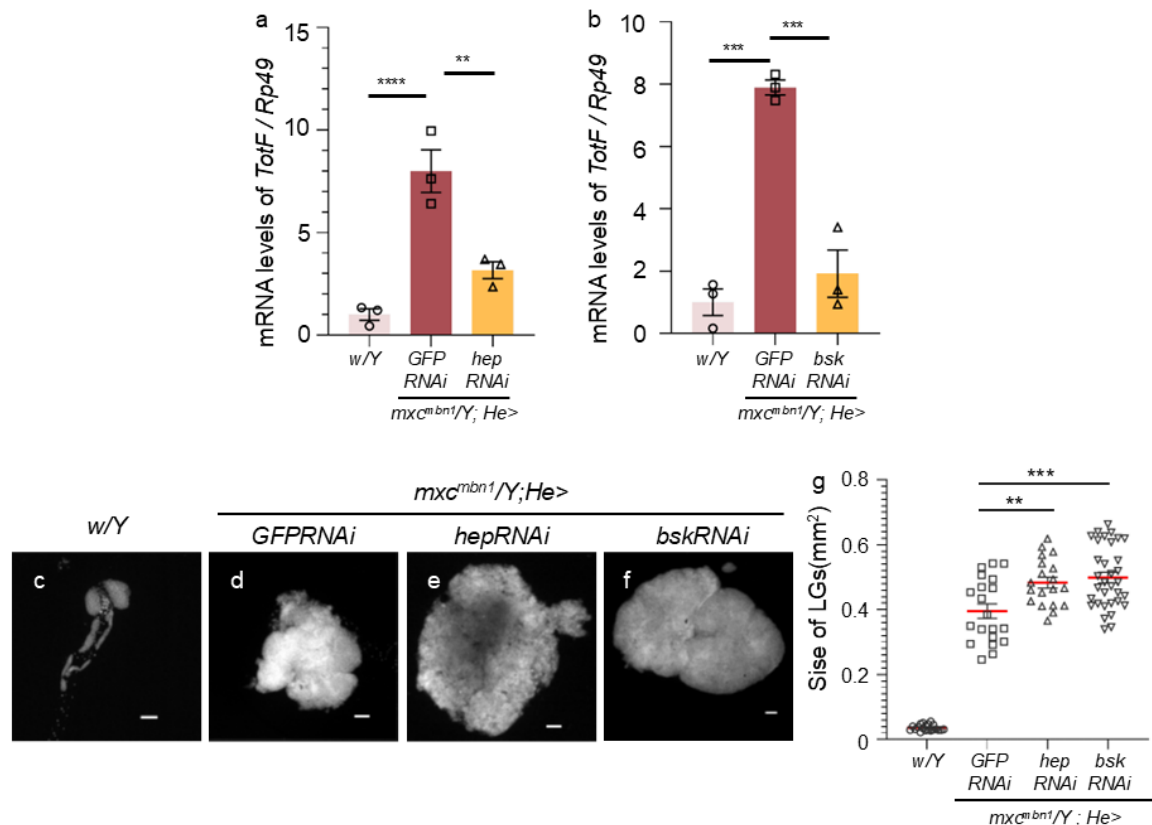 a
mRNA levels of TotF / Rp49
15
10
5
0
****
**
w/Y
GFP
RNAi
hep
RNAi
mxcᵐᵇⁿ¹/Y; He>
b
mRNA levels of TotF / Rp49
10
8
6
4
2
0
***
***
w/Y
GFP
RNAi
bsk
RNAi
mxcᵐᵇⁿ¹/Y; He>
mxcᵐᵇⁿ¹/Y;He>
w/Y
GFPRNAi
hepRNAi
bskRNAi
c
d
e
f
g
Sise of LGs(mm²)
0.8
0.6
0.4
0.2
0
***
**
w/Y
GFP
RNAi
hep
RNAi
bsk
RNAi
mxcᵐᵇⁿ¹/Y ; He>